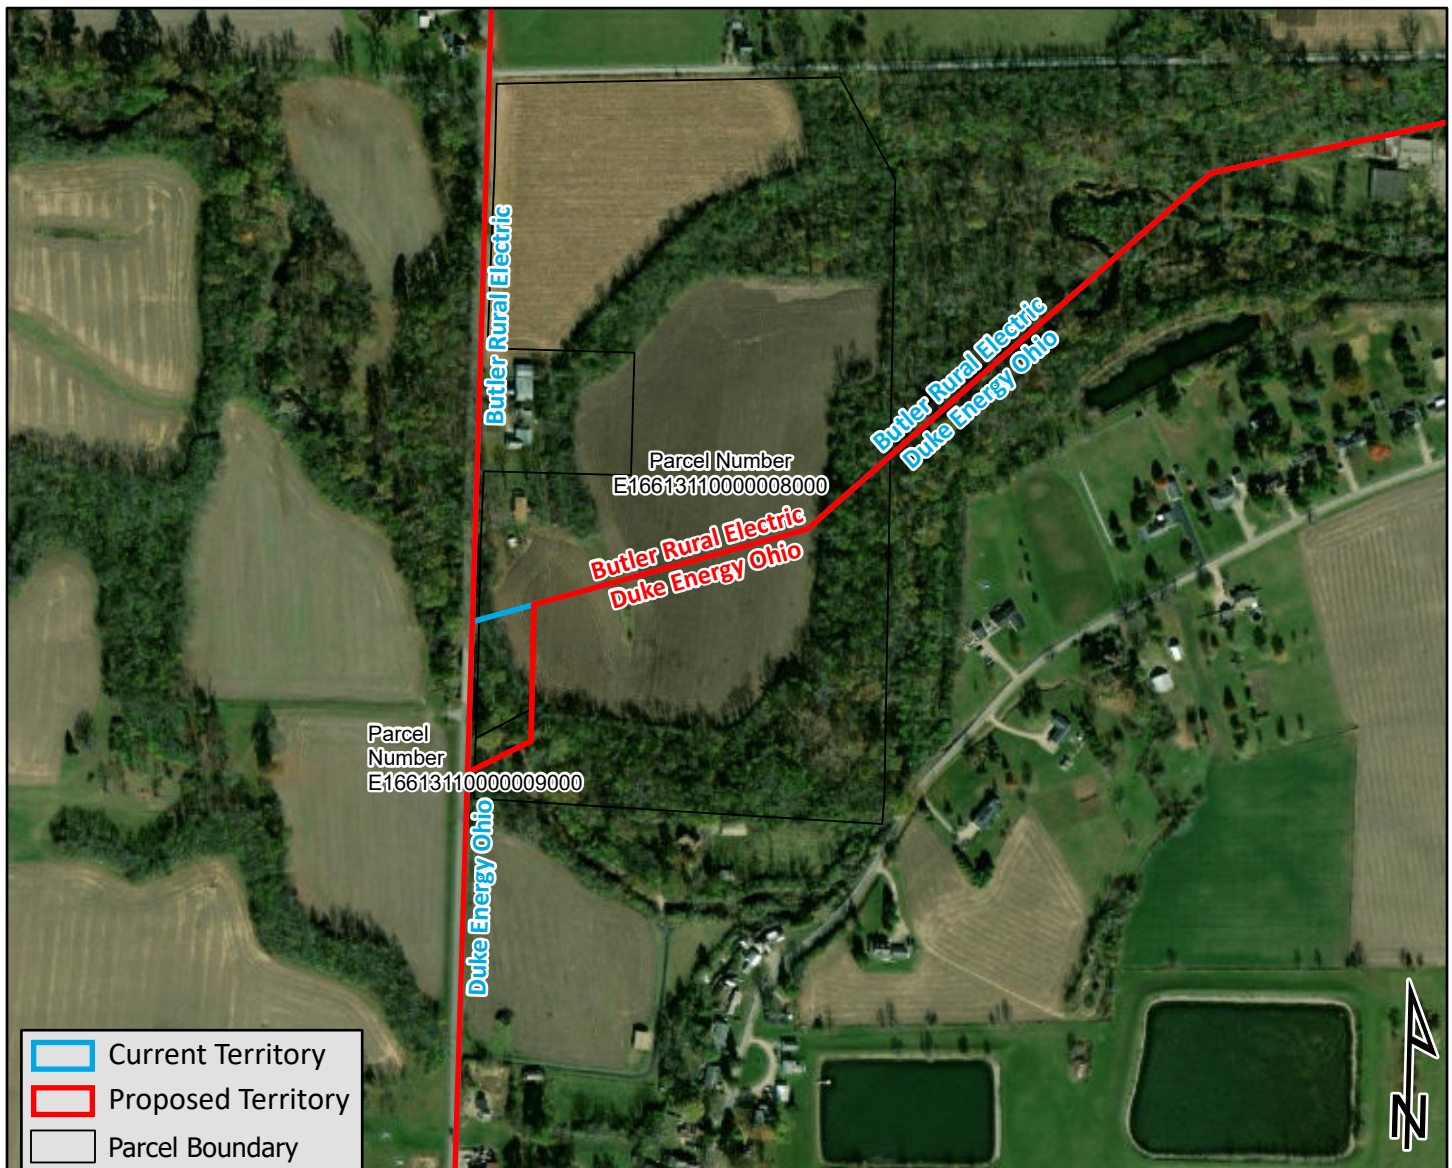 Butler Rural Electric
Butler Rural Electric
Duke Energy Ohio
Parcel Number
E16613110000008000
Butler Rural Electric
Duke Energy Ohio
Parcel
Number
E16613110000009000
Duke Energy Ohio
Current Territory
Proposed Territory
Parcel Boundary
N